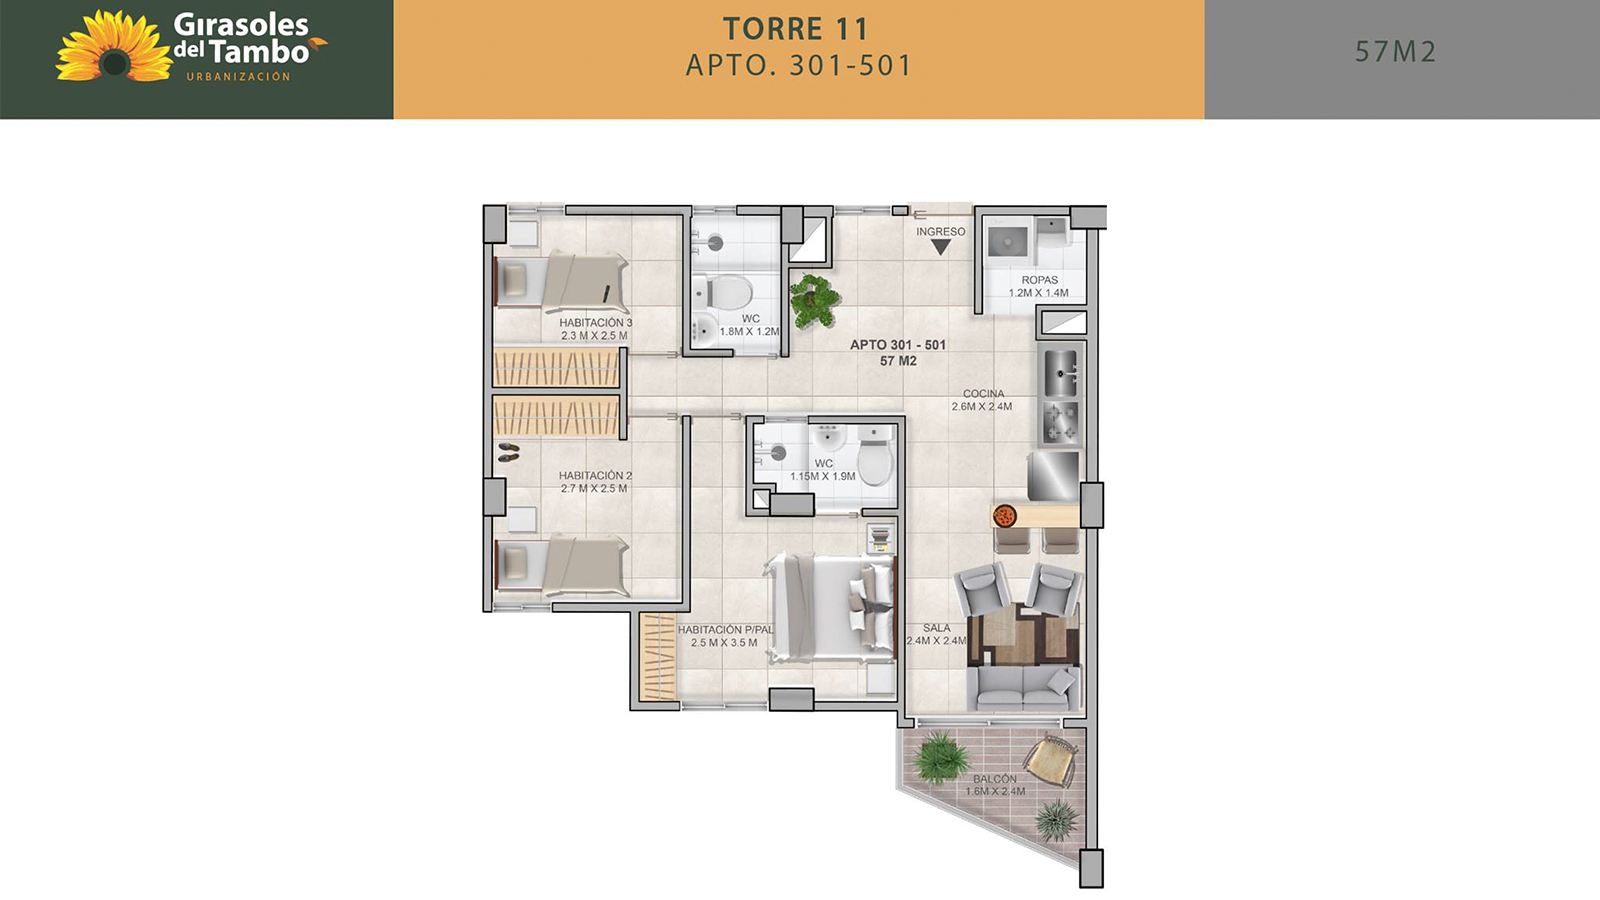 Girasoles
del Tambo
URBANIZACIÓN
TORRE 11
APTO. 301-501
57M2
INGRESO
ROPAS
1.2M X 1.4M
HABITACIÓN 3
2.3 M X 2.5 M
WC
1.8M X 1.2M
APTO 301 - 501
57 M2
COCINA
2.6M X 2.4M
HABITACIÓN 2
2.7 M X 2.5 M
WC
1.15M X 1.9M
HABITACIÓN P/PAL
2.5 M X 3.5 M
SALA
2.4M X 2.4M
BALCÓN
1.6M X 2.4M